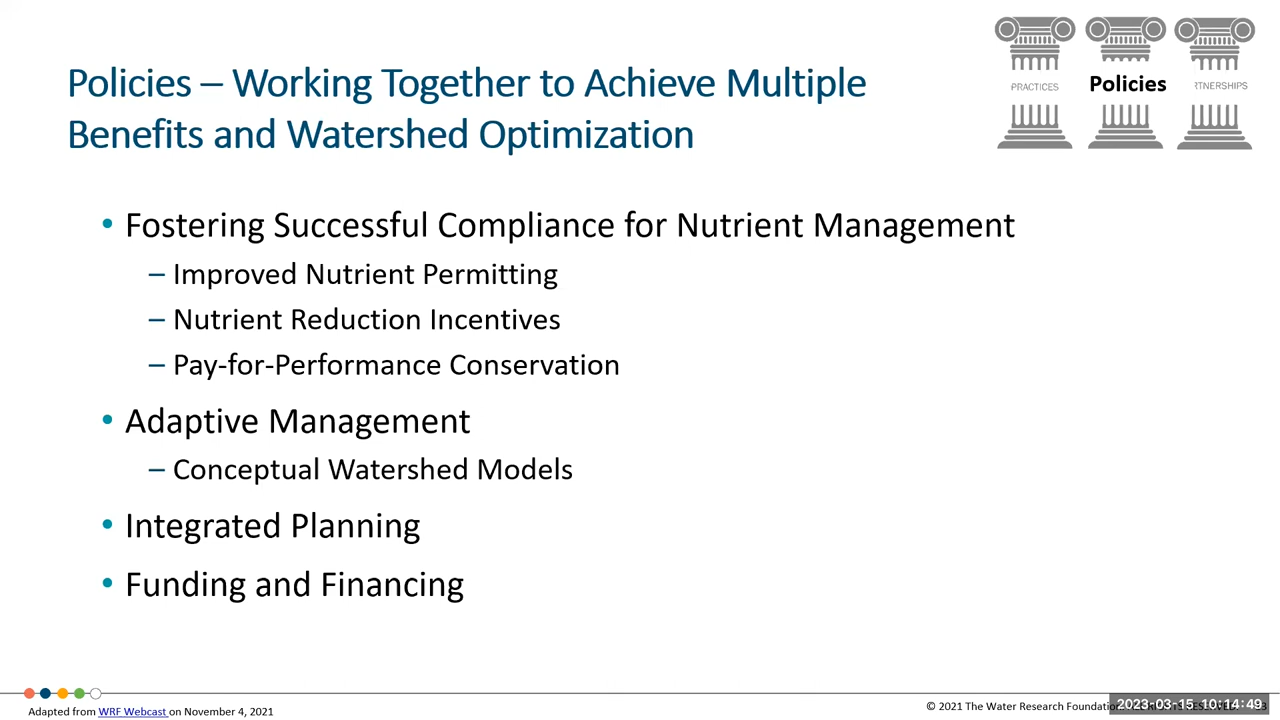 PRACTICES
Policies
RTNERSHIPS
Policies – Working Together to Achieve Multiple
Benefits and Watershed Optimization
• Fostering Successful Compliance for Nutrient Management
– Improved Nutrient Permitting
– Nutrient Reduction Incentives
– Pay-for-Performance Conservation
• Adaptive Management
– Conceptual Watershed Models
• Integrated Planning
• Funding and Financing
Adapted from WRF Webcast on November 4, 2021
© 2021 The Water Research Foundation.
2023-03-15 10:14:49